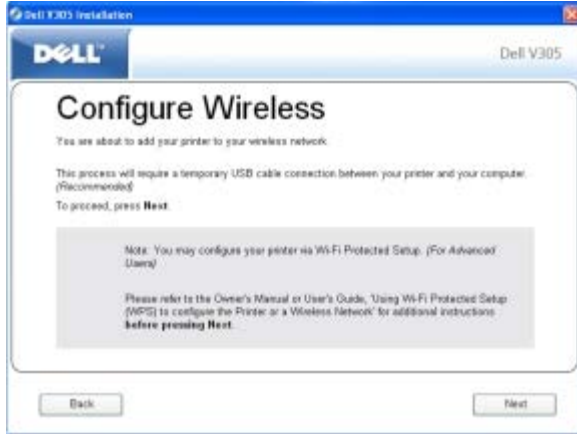 Dell V305 Installation
DELL
Dell V305
Configure Wireless
You are about to add your printer to your wireless network.
This process will require a temporary USB cable connection between your printer and your computer.
(Recommended)
To proceed, press Next.
Note: You may configure your printer via Wi-Fi Protected Setup. (For Advanced
Users)
Please refer to the Owner's Manual or User's Guide, 'Using Wi-Fi Protected Setup
(WPS) to configure the Printer or a Wireless Network' for additional instructions
before pressing Next.
Back
Next